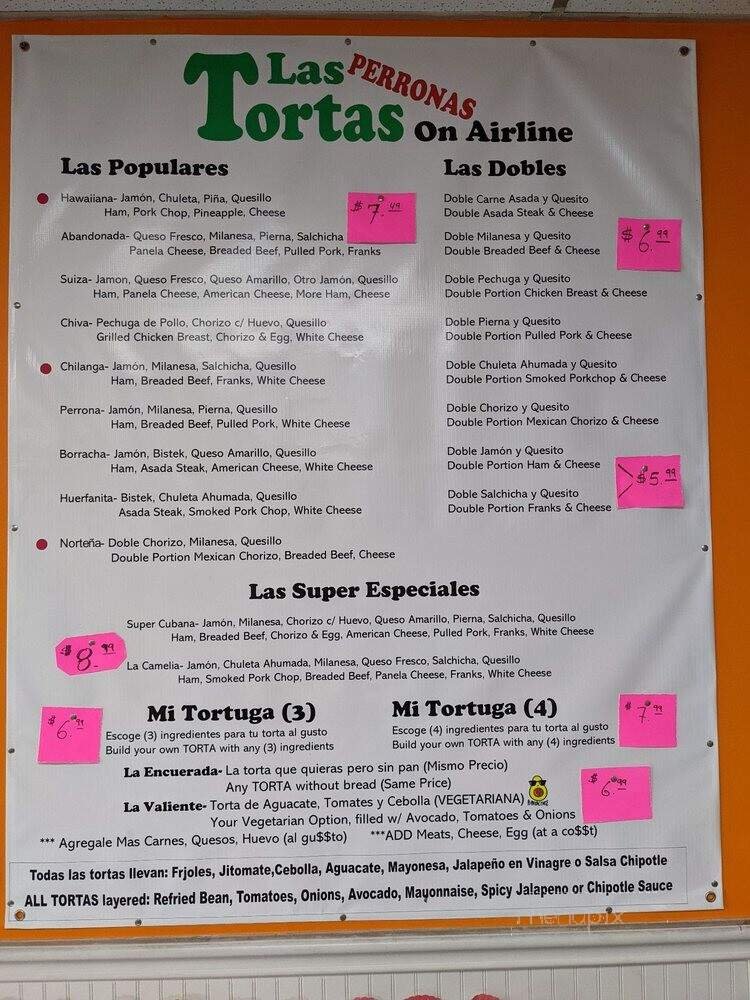 Las PERRONAS
Tortas On Airline
Las Populares
Hawaiiana- Jamón, Chuleta, Piña, Quesillo
Ham, Pork Chop, Pineapple, Cheese
$7.49
Abandonada- Queso Fresco, Milanesa, Pierna, Salchicha
Panela Cheese, Breaded Beef, Pulled Pork, Franks
Suiza- Jamon, Queso Fresco, Queso Amarillo, Otro Jamón, Quesillo
Ham, Panela Cheese, American Cheese, More Ham, Cheese
Chiva- Pechuga de Pollo, Chorizo c/ Huevo, Quesillo
Grilled Chicken Breast, Chorizo & Egg, White Cheese
Chilanga- Jamón, Milanesa, Salchicha, Quesillo
Ham, Breaded Beef, Franks, White Cheese
Perrona- Jamón, Milanesa, Pierna, Quesillo
Ham, Breaded Beef, Pulled Pork, White Cheese
Borracha- Jamón, Bistek, Queso Amarillo, Quesillo
Ham, Asada Steak, American Cheese, White Cheese
Huerfanita- Bistek, Chuleta Ahumada, Quesillo
Asada Steak, Smoked Pork Chop, White Cheese
Norteña- Doble Chorizo, Milanesa, Quesillo
Double Portion Mexican Chorizo, Breaded Beef, Cheese
Las Dobles
Doble Carne Asada y Quesito
Double Asada Steak & Cheese
$6.99
Doble Milanesa y Quesito
Double Breaded Beef & Cheese
Doble Pechuga y Quesito
Double Portion Chicken Breast & Cheese
Doble Pierna y Quesito
Double Portion Pulled Pork & Cheese
Doble Chuleta Ahumada y Quesito
Double Portion Smoked Porkchop & Cheese
Doble Chorizo y Quesito
Double Portion Mexican Chorizo & Cheese
Doble Jamón y Quesito
Double Portion Ham & Cheese
$5.99
Doble Salchicha y Quesito
Double Portion Franks & Cheese
Las Super Especiales
Super Cubana- Jamón, Milanesa, Chorizo c/ Huevo, Queso Amarillo, Pierna, Salchicha, Quesillo
Ham, Breaded Beef, Chorizo & Egg, American Cheese, Pulled Pork, Franks, White Cheese
$8.99
La Camelia- Jamón, Chuleta Ahumada, Milanesa, Queso Fresco, Salchicha, Quesillo
Ham, Smoked Pork Chop, Breaded Beef, Panela Cheese, Franks, White Cheese
$6.99
Mi Tortuga (3)
Escoge (3) ingredientes para tu torta al gusto
Build your own TORTA with any (3) ingredients
Mi Tortuga (4)
Escoge (4) ingredientes para tu torta al gusto
Build your own TORTA with any (4) ingredients
$7.99
La Encuerada- La torta que quieras pero sin pan (Mismo Precio)
Any TORTA without bread (Same Price)
La Valiente- Torta de Aguacate, Tomates y Cebolla (VEGETARIANA)
Your Vegetarian Option, filled w/ Avocado, Tomatoes & Onions
$6.99
*** Agregale Mas Carnes, Quesos, Huevo (al gu$$to) ***ADD Meats, Cheese, Egg (at a co$$t)
Todas las tortas llevan: Frjoles, Jitomate,Cebolla, Aguacate, Mayonesa, Jalapeño en Vinagre o Salsa Chipotle
ALL TORTAS layered: Refried Bean, Tomatoes, Onions, Avocado, Mayonnaise, Spicy Jalapeno or Chipotle Sauce
menupix